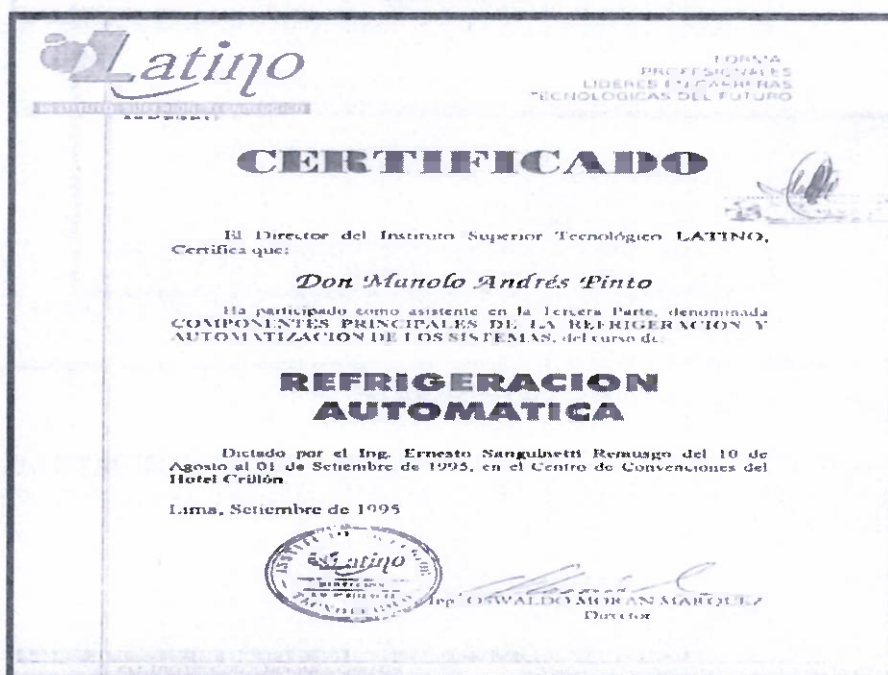 Latino
FORMA
PROFESIONALES
LIDERES EN CARRERAS
TECNOLOGICAS DEL FUTURO
CERTIFICADO
El Director del Instituto Superior Tecnológico LATINO,
Certifica que:
Don Manolo Andrés Pinto
Ha participado como asistente en la Tercera Parte, denominada
COMPONENTES PRINCIPALES DE LA REFRIGERACION Y
AUTOMATIZACION DE LOS SISTEMAS, del curso de:
REFRIGERACION
AUTOMATICA
Dictado por el Ing. Ernesto Sanguinetti Remusgo del 10 de
Agosto al 01 de Setiembre de 1995, en el Centro de Convenciones del
Hotel Crillón
Lima, Setiembre de 1995
Latino
DIRECCION
Ing. OSWALDO MORAN MARQUEZ
Director